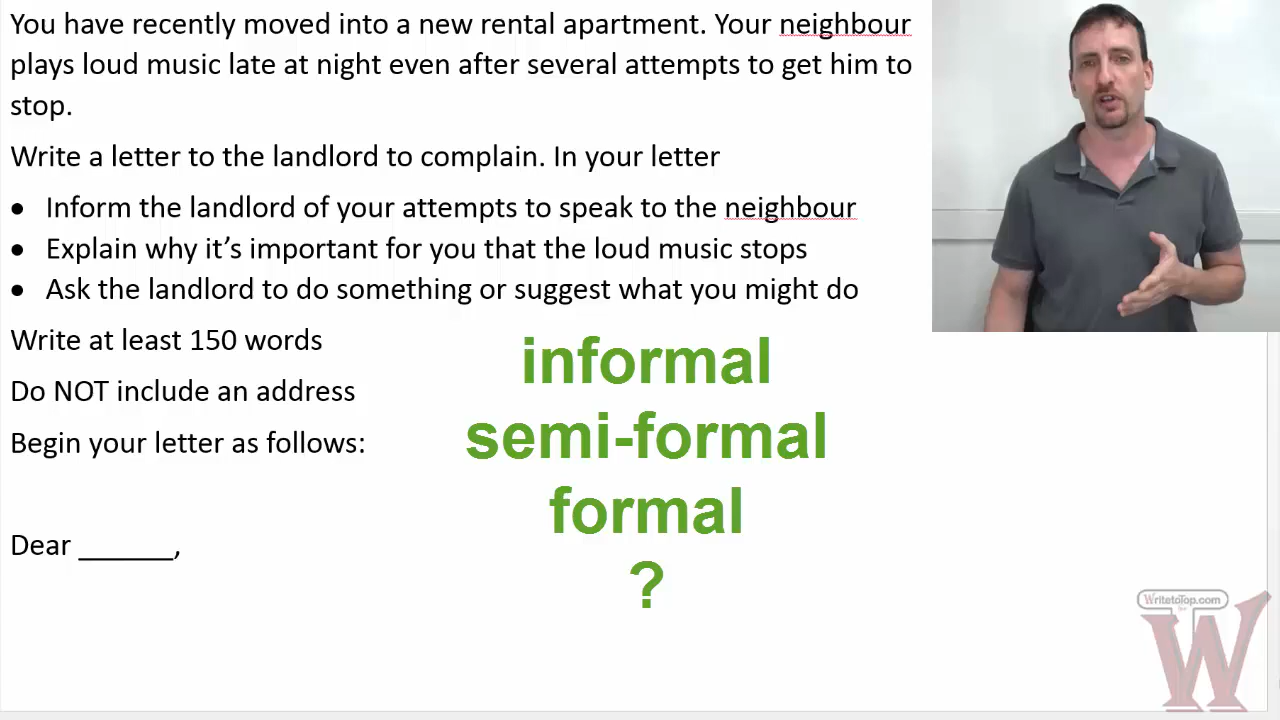 You have recently moved into a new rental apartment. Your neighbour
plays loud music late at night even after several attempts to get him to
stop.
Write a letter to the landlord to complain. In your letter
• Inform the landlord of your attempts to speak to the neighbour
• Explain why it’s important for you that the loud music stops
• Ask the landlord to do something or suggest what you might do
Write at least 150 words
Do NOT include an address
Begin your letter as follows:
Dear ______,
informal
semi-formal
formal
?
WritetoTop.com
W